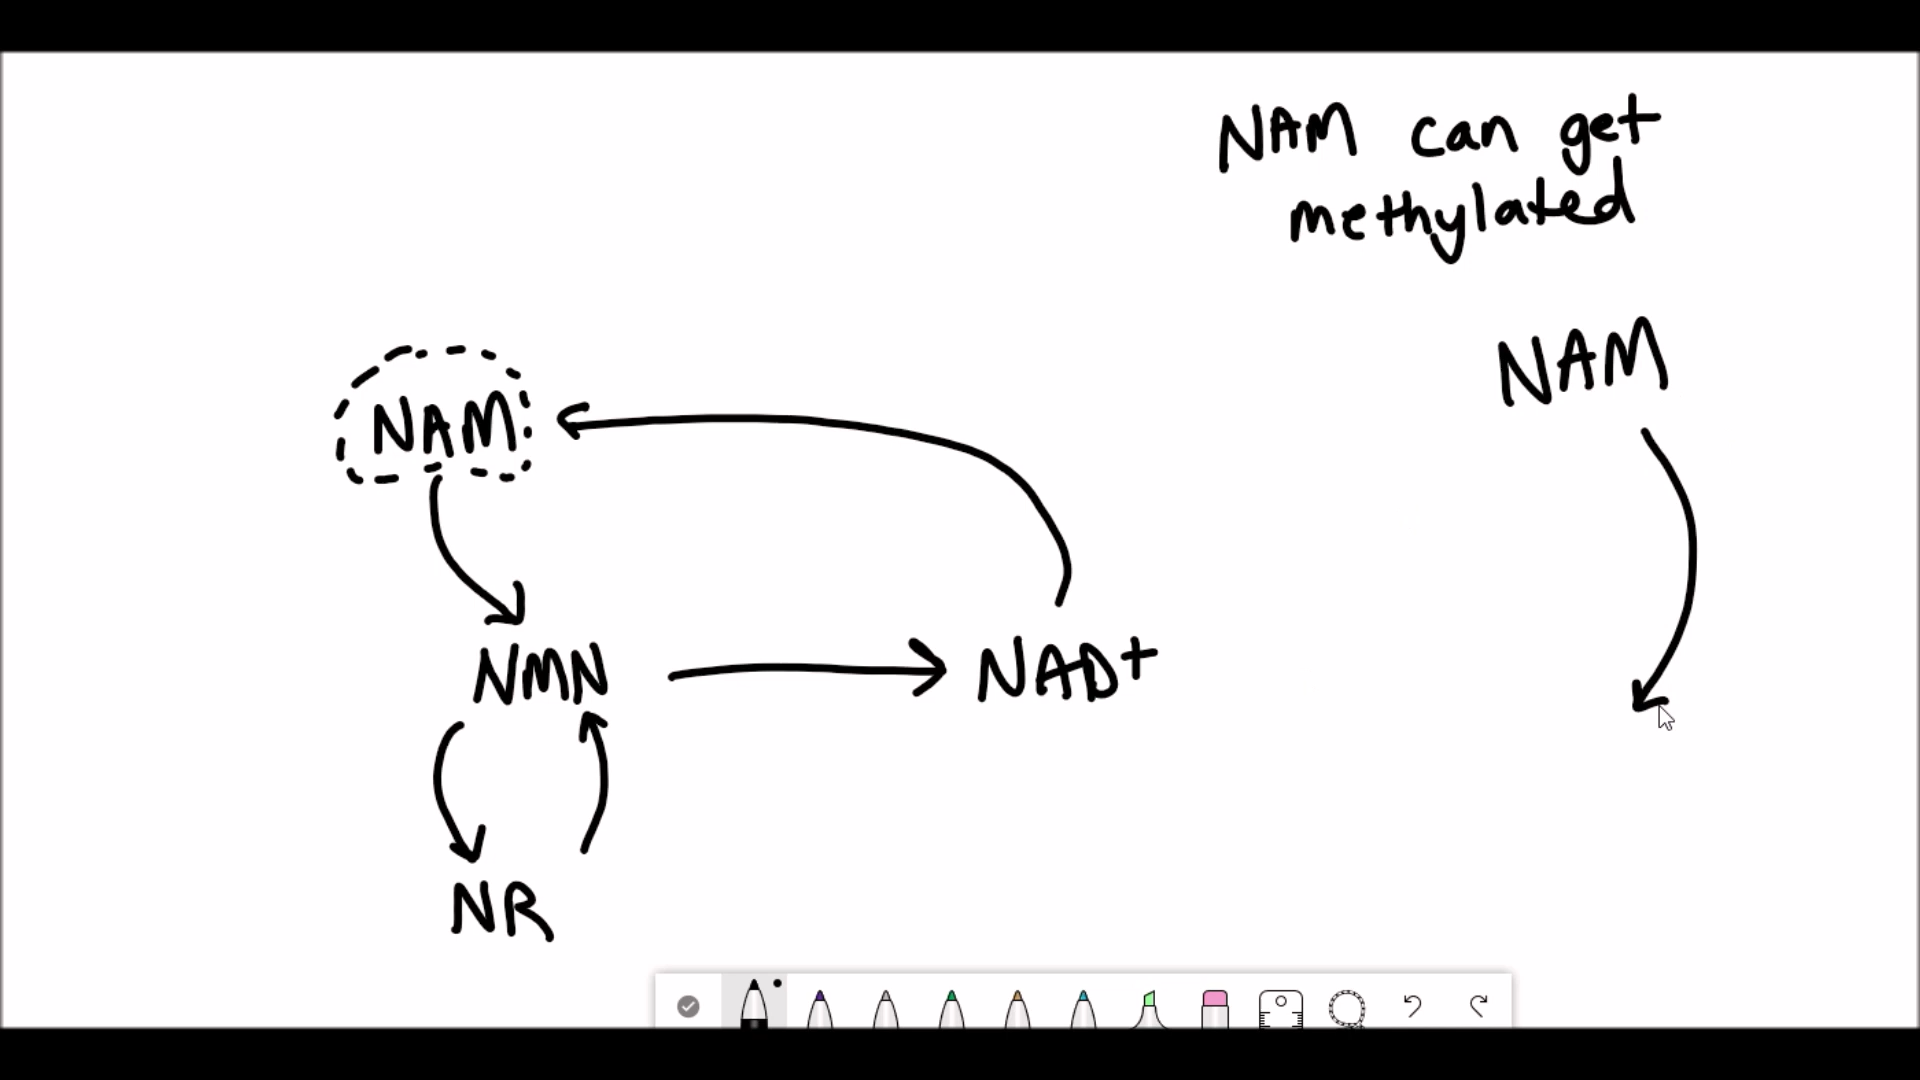 NAM can get
methylated
NAM
NAM
NMN
NAD+
NR